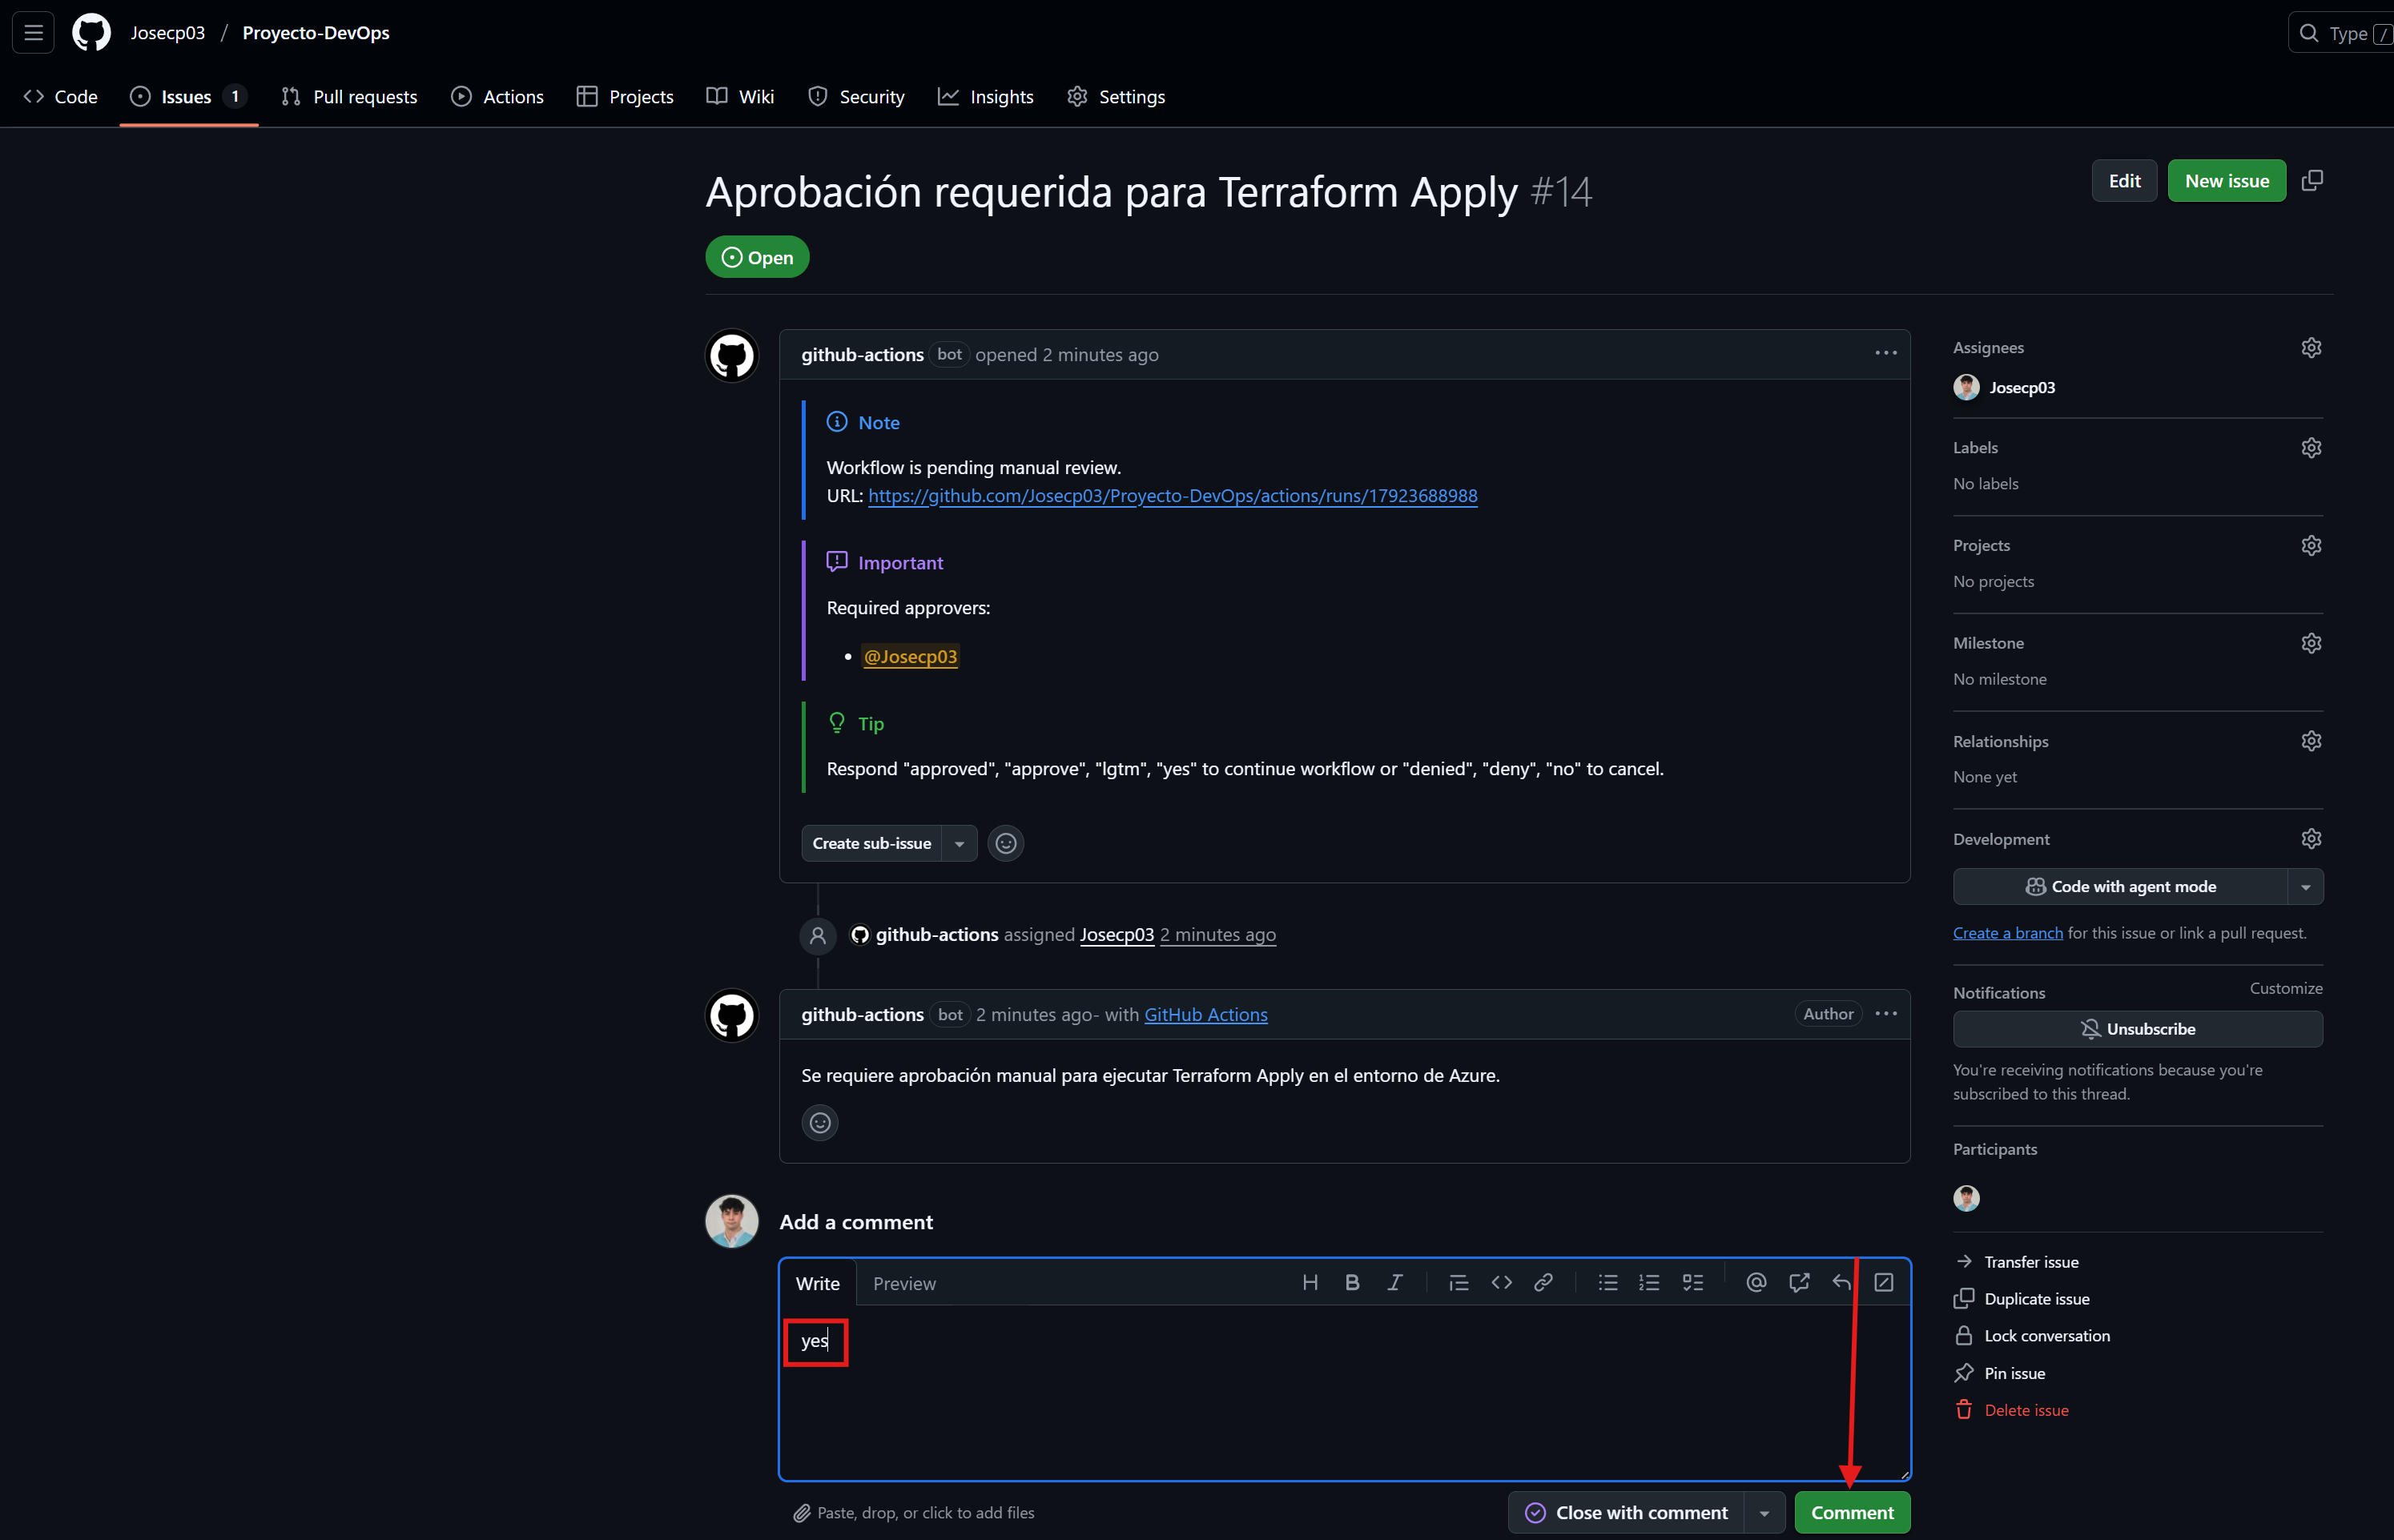 Josecp03 / Proyecto-DevOps
Type /
Code
Issues 1
Pull requests
Actions
Projects
Wiki
Security
Insights
Settings
Aprobación requerida para Terraform Apply #14
Edit
New issue
Open
github-actions bot opened 2 minutes ago
Note
Workflow is pending manual review.
URL: https://github.com/Josecp03/Proyecto-DevOps/actions/runs/17923688988
Important
Required approvers:
@Josecp03
Tip
Respond "approved", "approve", "lgtm", "yes" to continue workflow or "denied", "deny", "no" to cancel.
Create sub-issue
github-actions assigned Josecp03 2 minutes ago
github-actions bot 2 minutes ago- with GitHub Actions
Author
Se requiere aprobación manual para ejecutar Terraform Apply en el entorno de Azure.
Add a comment
Write
Preview
yes
Paste, drop, or click to add files
Close with comment
Comment
Assignees
Josecp03
Labels
No labels
Projects
No projects
Milestone
No milestone
Relationships
None yet
Development
Code with agent mode
Create a branch for this issue or link a pull request.
Notifications
Customize
Unsubscribe
You're receiving notifications because you're
subscribed to this thread.
Participants
Transfer issue
Duplicate issue
Lock conversation
Pin issue
Delete issue